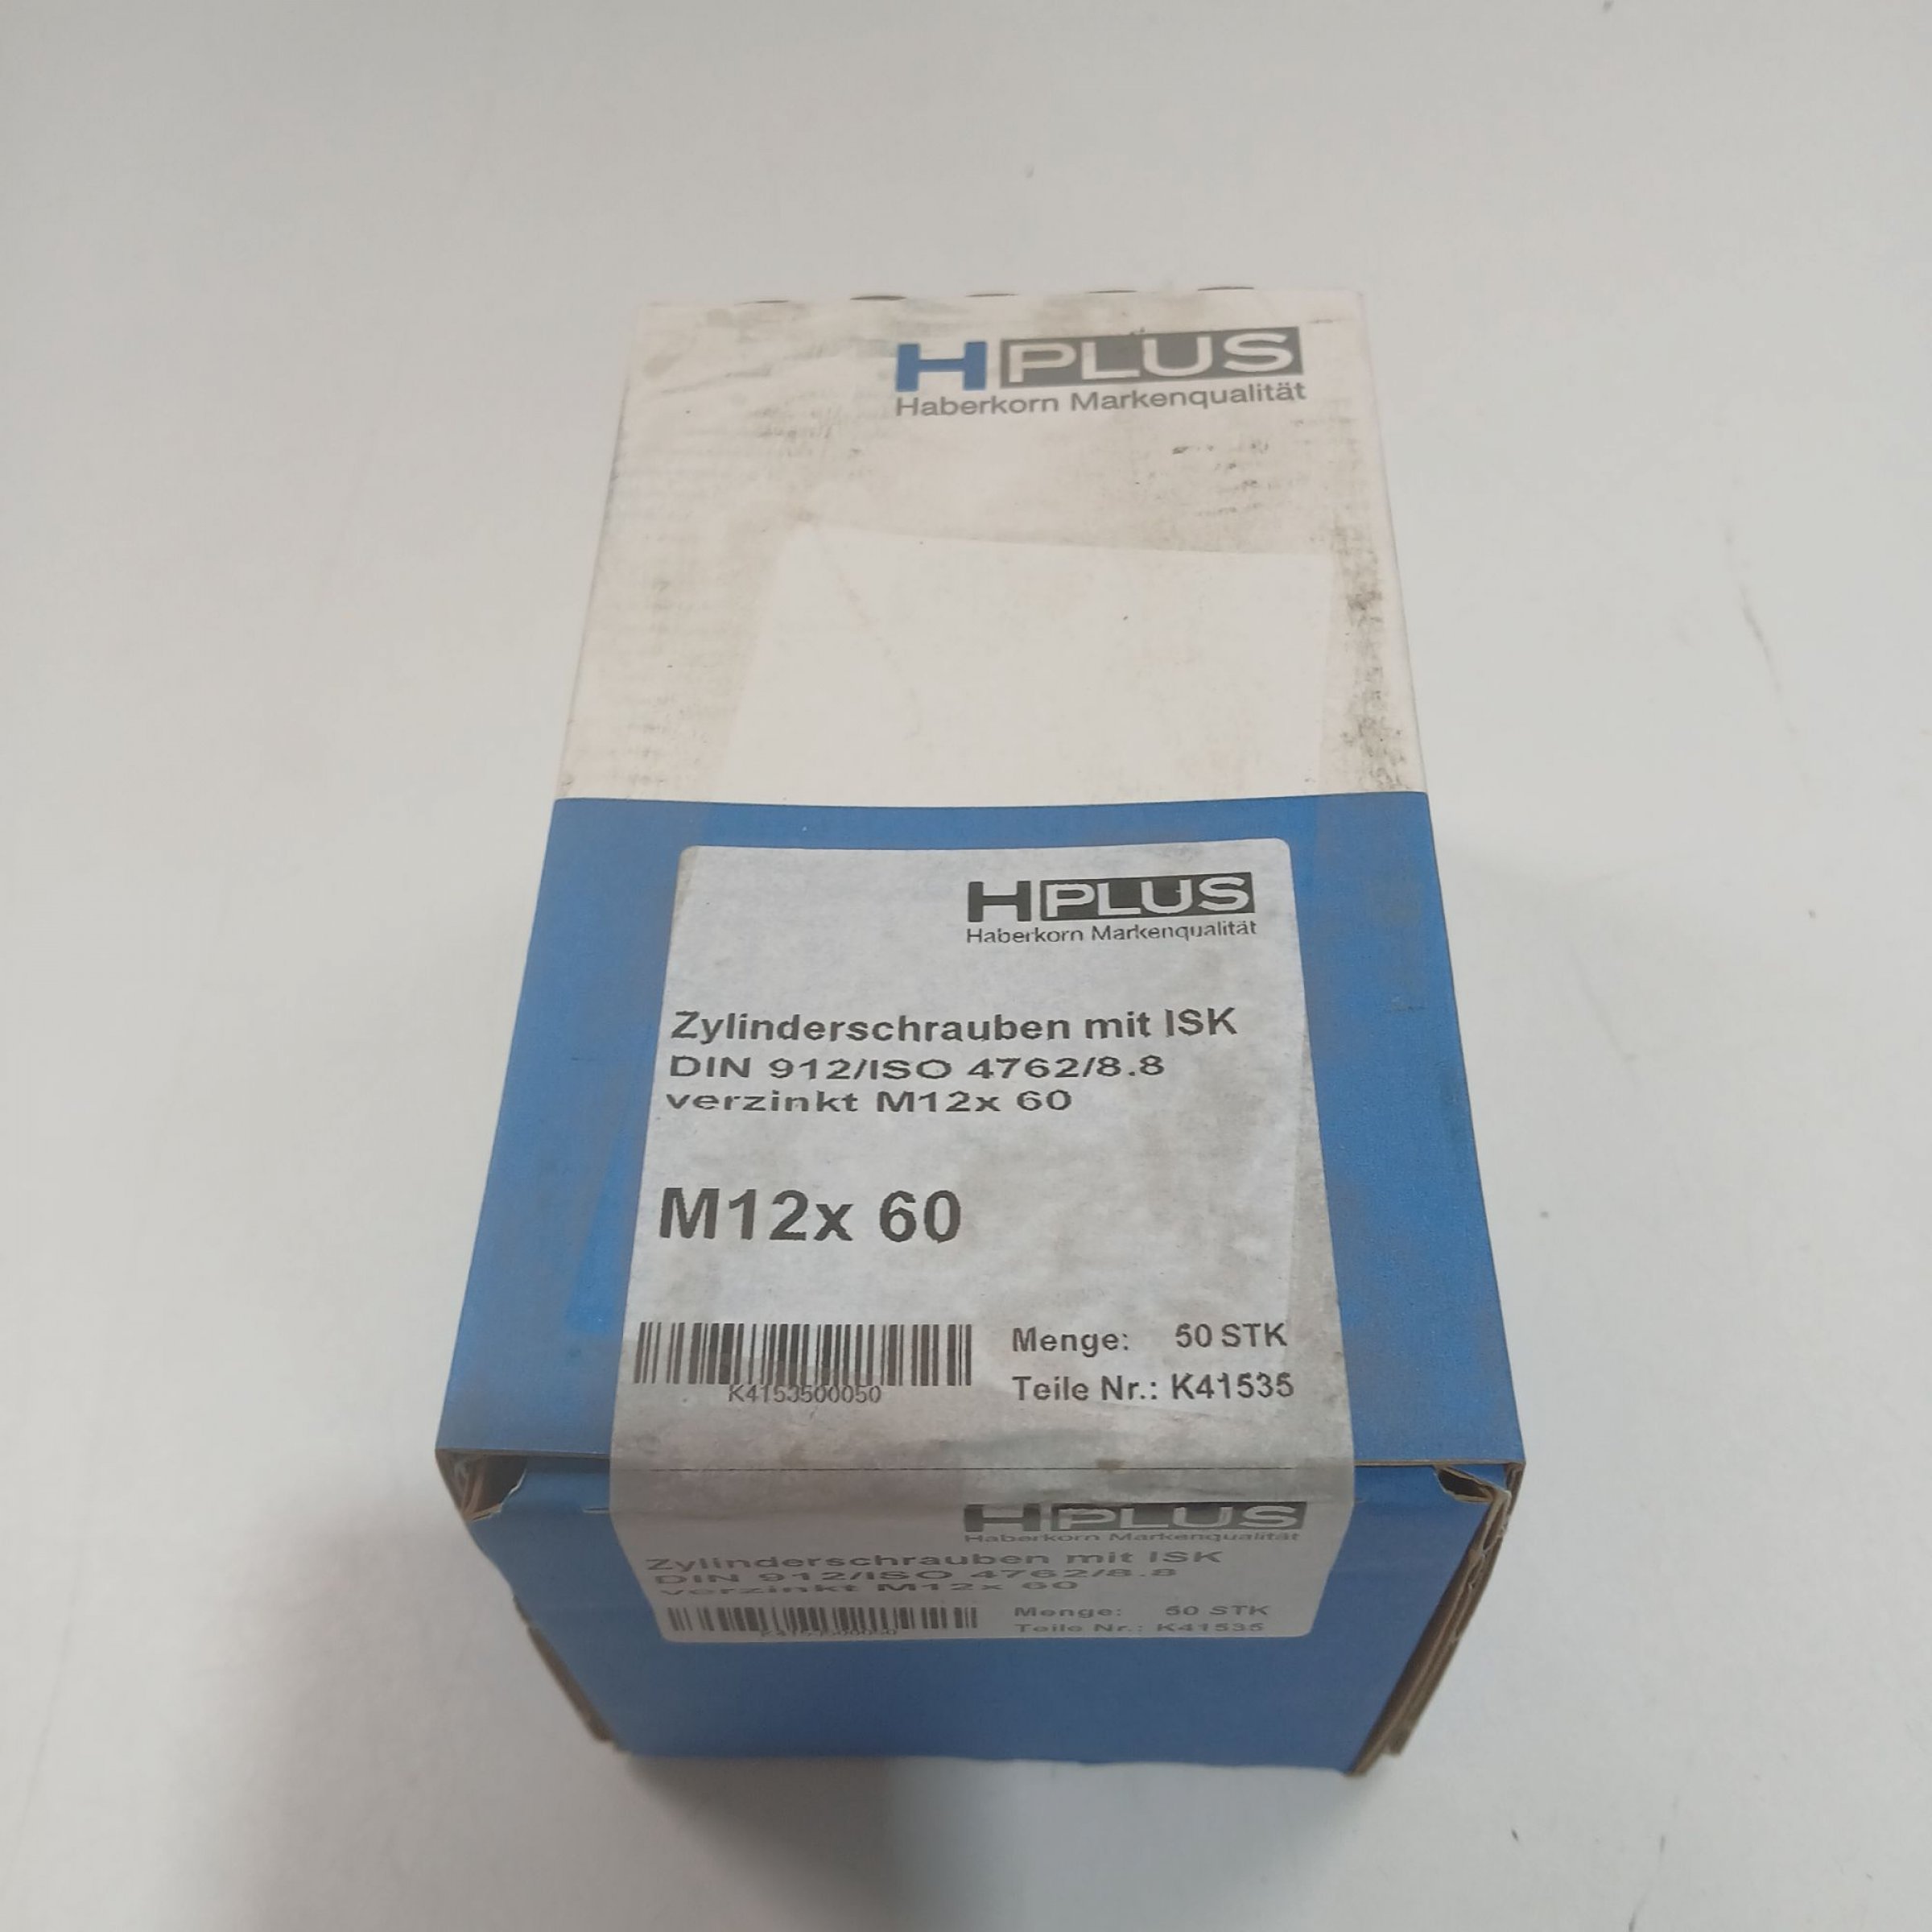 HPLUS
Haberkorn Markenqualität
HPLUS
Haberkorn Markenqualität
Zylinderschrauben mit ISK
DIN 912/ISO 4762/8.8
verzinkt M12x 60
M12x 60
K4153500050
Menge: 50 STK
Teile Nr.: K41535
HPLUS
Haberkorn Markenqualität
Zylinderschrauben mit ISK
DIN 912/ISO 4762/8.8
verzinkt M12x 60
K4153500050
Menge: 50 STK
Teile Nr.: K41535